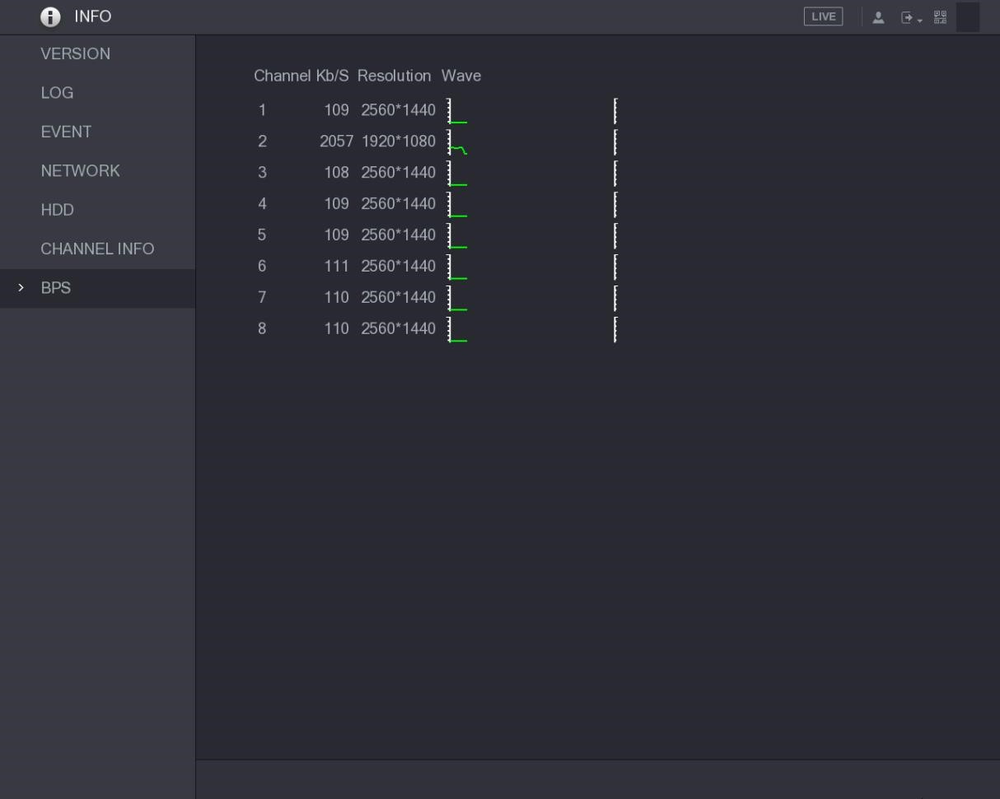 INFO LIVE
VERSION
LOG
EVENT
NETWORK
HDD
CHANNEL INFO
BPS
Channel Kb/S Resolution Wave
1 109 2560*1440
2 2057 1920*1080
3 108 2560*1440
4 109 2560*1440
5 109 2560*1440
6 111 2560*1440
7 110 2560*1440
8 110 2560*1440